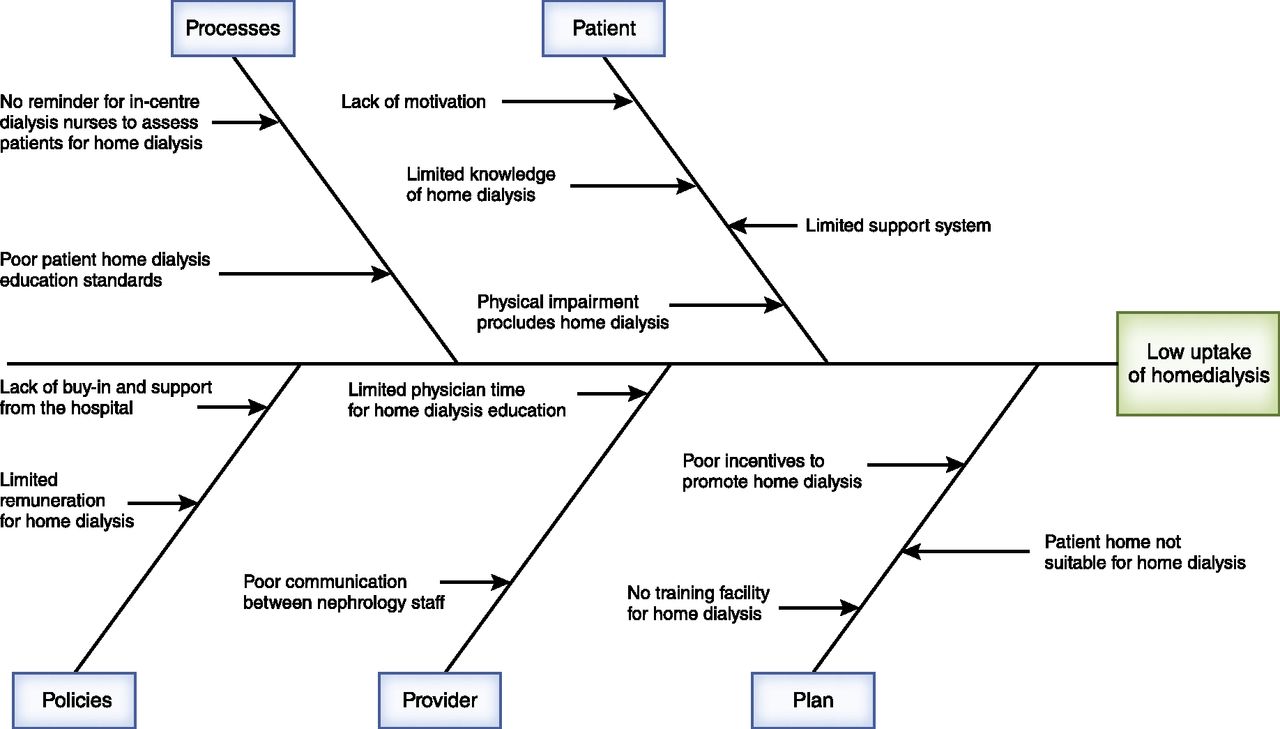 Processes
Patient
No reminder for in-centre
dialysis nurses to assess
patients for home dialysis
Lack of motivation
Limited knowledge
of home dialysis
Limited support system
Poor patient home dialysis
education standards
Physical impairment
procludes home dialysis
Low uptake
of homedialysis
Lack of buy-in and support
from the hospital
Limited physician time
for home dialysis education
Limited
remuneration
for home dialysis
Poor incentives to
promote home dialysis
Patient home not
suitable for home dialysis
Poor communication
between nephrology staff
No training facility
for home dialysis
Policies
Provider
Plan